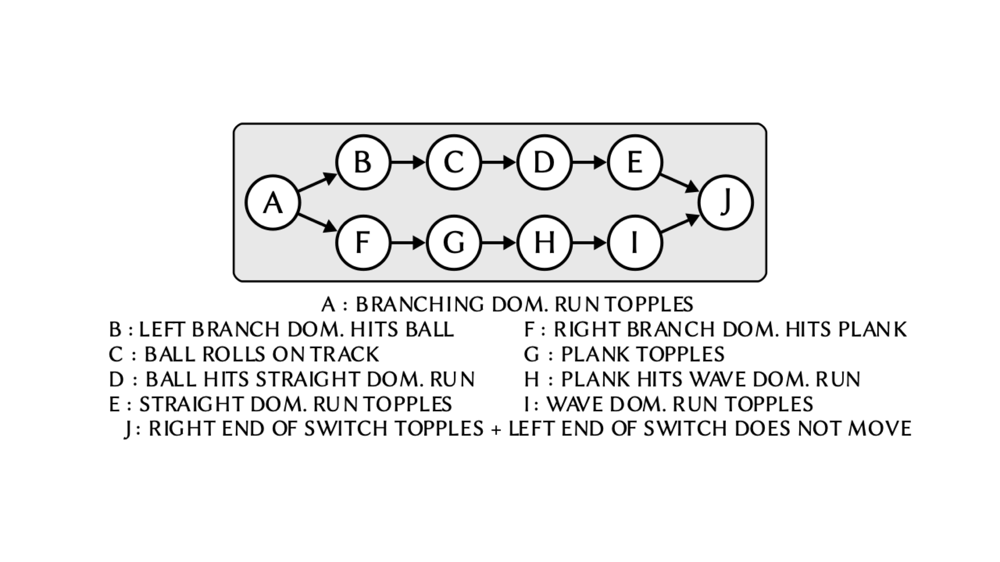 B C D E
A J
F G H I
A : BRANCHING DOM. RUN TOPPLES
B : LEFT BRANCH DOM. HITS BALL
F : RIGHT BRANCH DOM. HITS PLANK
C : BALL ROLLS ON TRACK
G : PLANK TOPPLES
D : BALL HITS STRAIGHT DOM. RUN
H : PLANK HITS WAVE DOM. RUN
E : STRAIGHT DOM. RUN TOPPLES
I : WAVE DOM. RUN TOPPLES
J : RIGHT END OF SWITCH TOPPLES + LEFT END OF SWITCH DOES NOT MOVE